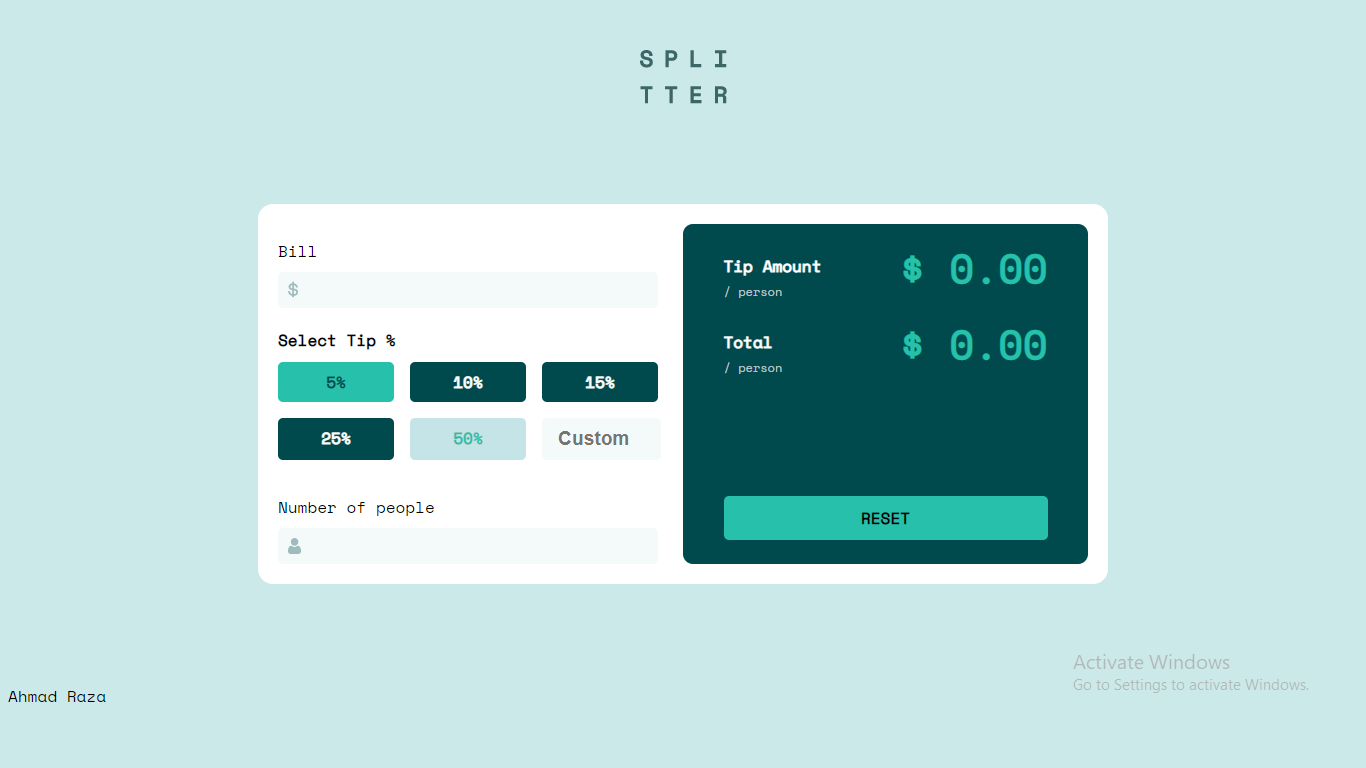 SPLI
TTER
Bill
$
Select Tip %
5% 10% 15%
25% 50% Custom
Number of people
Tip Amount $ 0.00
/ person
Total $ 0.00
/ person
RESET
Activate Windows
Go to Settings to activate Windows.
Ahmad Raza